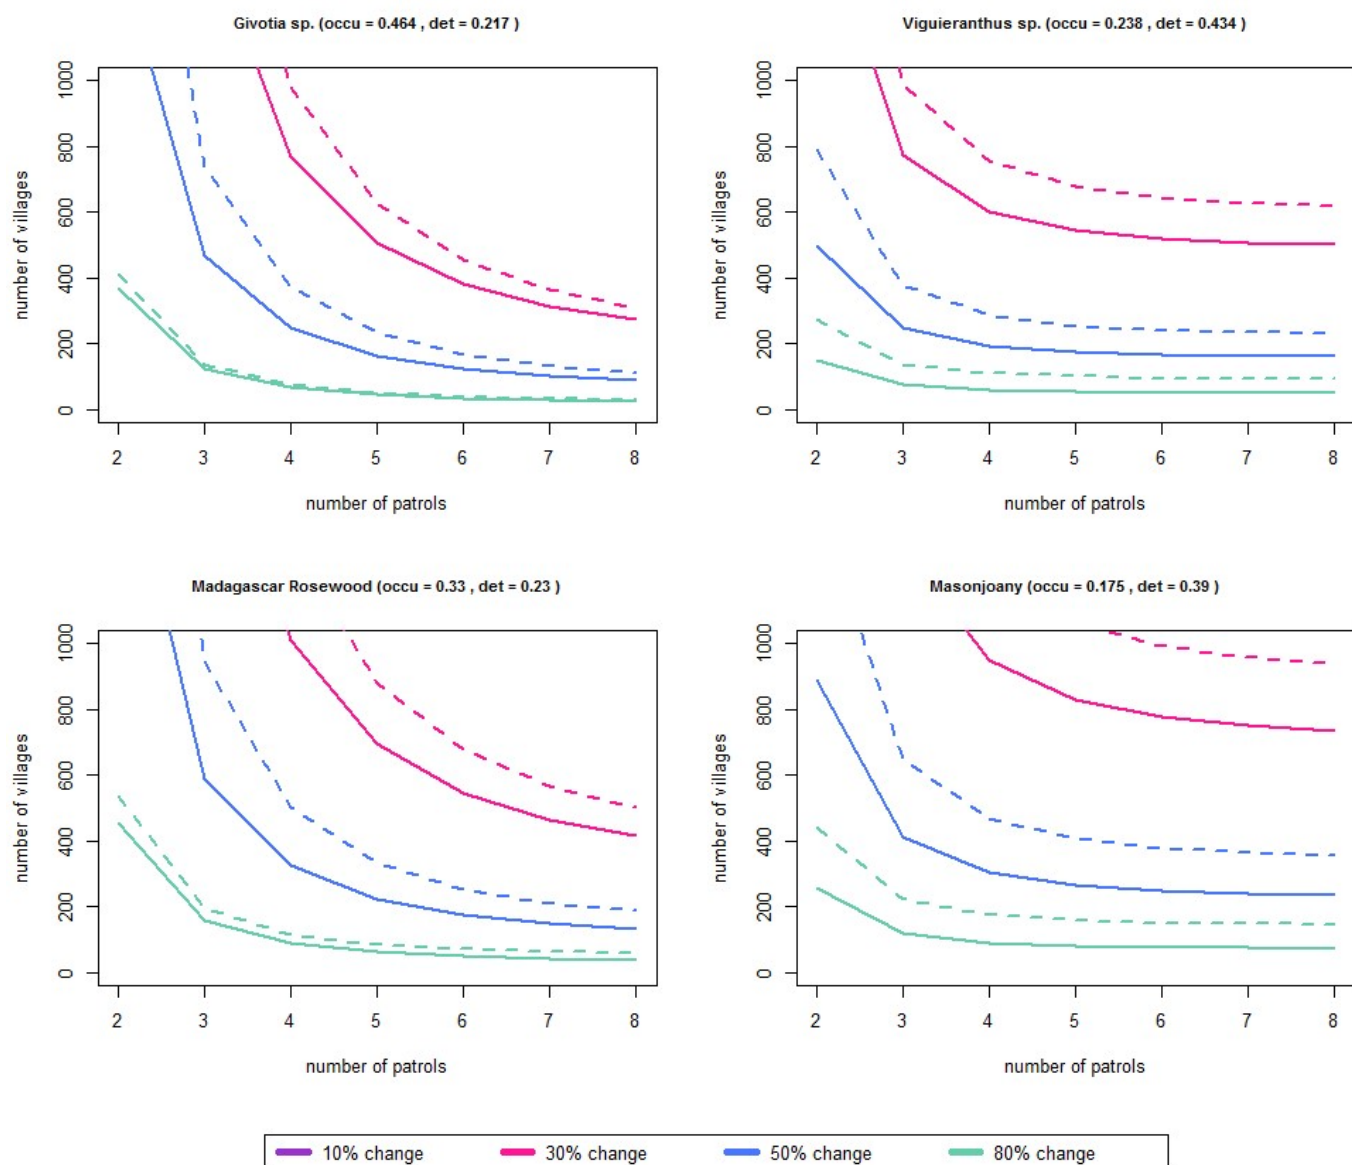 Givotia sp. (occu = 0.464 , det = 0.217 )
number of villages
1000
800
600
400
200
0
2 3 4 5 6 7 8
number of patrols
Viguieranthus sp. (occu = 0.238 , det = 0.434 )
number of villages
1000
800
600
400
200
0
2 3 4 5 6 7 8
number of patrols
Madagascar Rosewood (occu = 0.33 , det = 0.23 )
number of villages
1000
800
600
400
200
0
2 3 4 5 6 7 8
number of patrols
Masonjoany (occu = 0.175 , det = 0.39 )
number of villages
1000
800
600
400
200
0
2 3 4 5 6 7 8
number of patrols
10% change 30% change 50% change 80% change